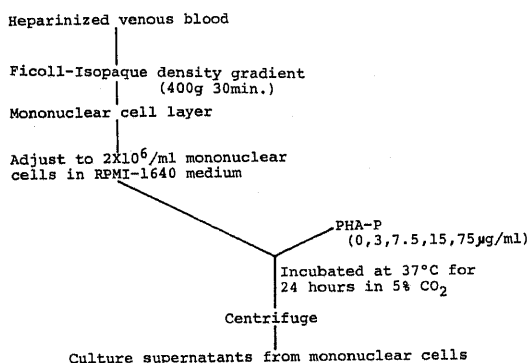 Heparinized venous blood
Ficoll-Isopaque density gradient
(400g 30min.)
Mononuclear cell layer
Adjust to 2X10⁶/ml mononuclear
cells in RPMI-1640 medium
PHA-P
(0,3,7.5,15,75µg/ml)
Incubated at 37°C for
24 hours in 5% CO₂
Centrifuge
Culture supernatants from mononuclear cells